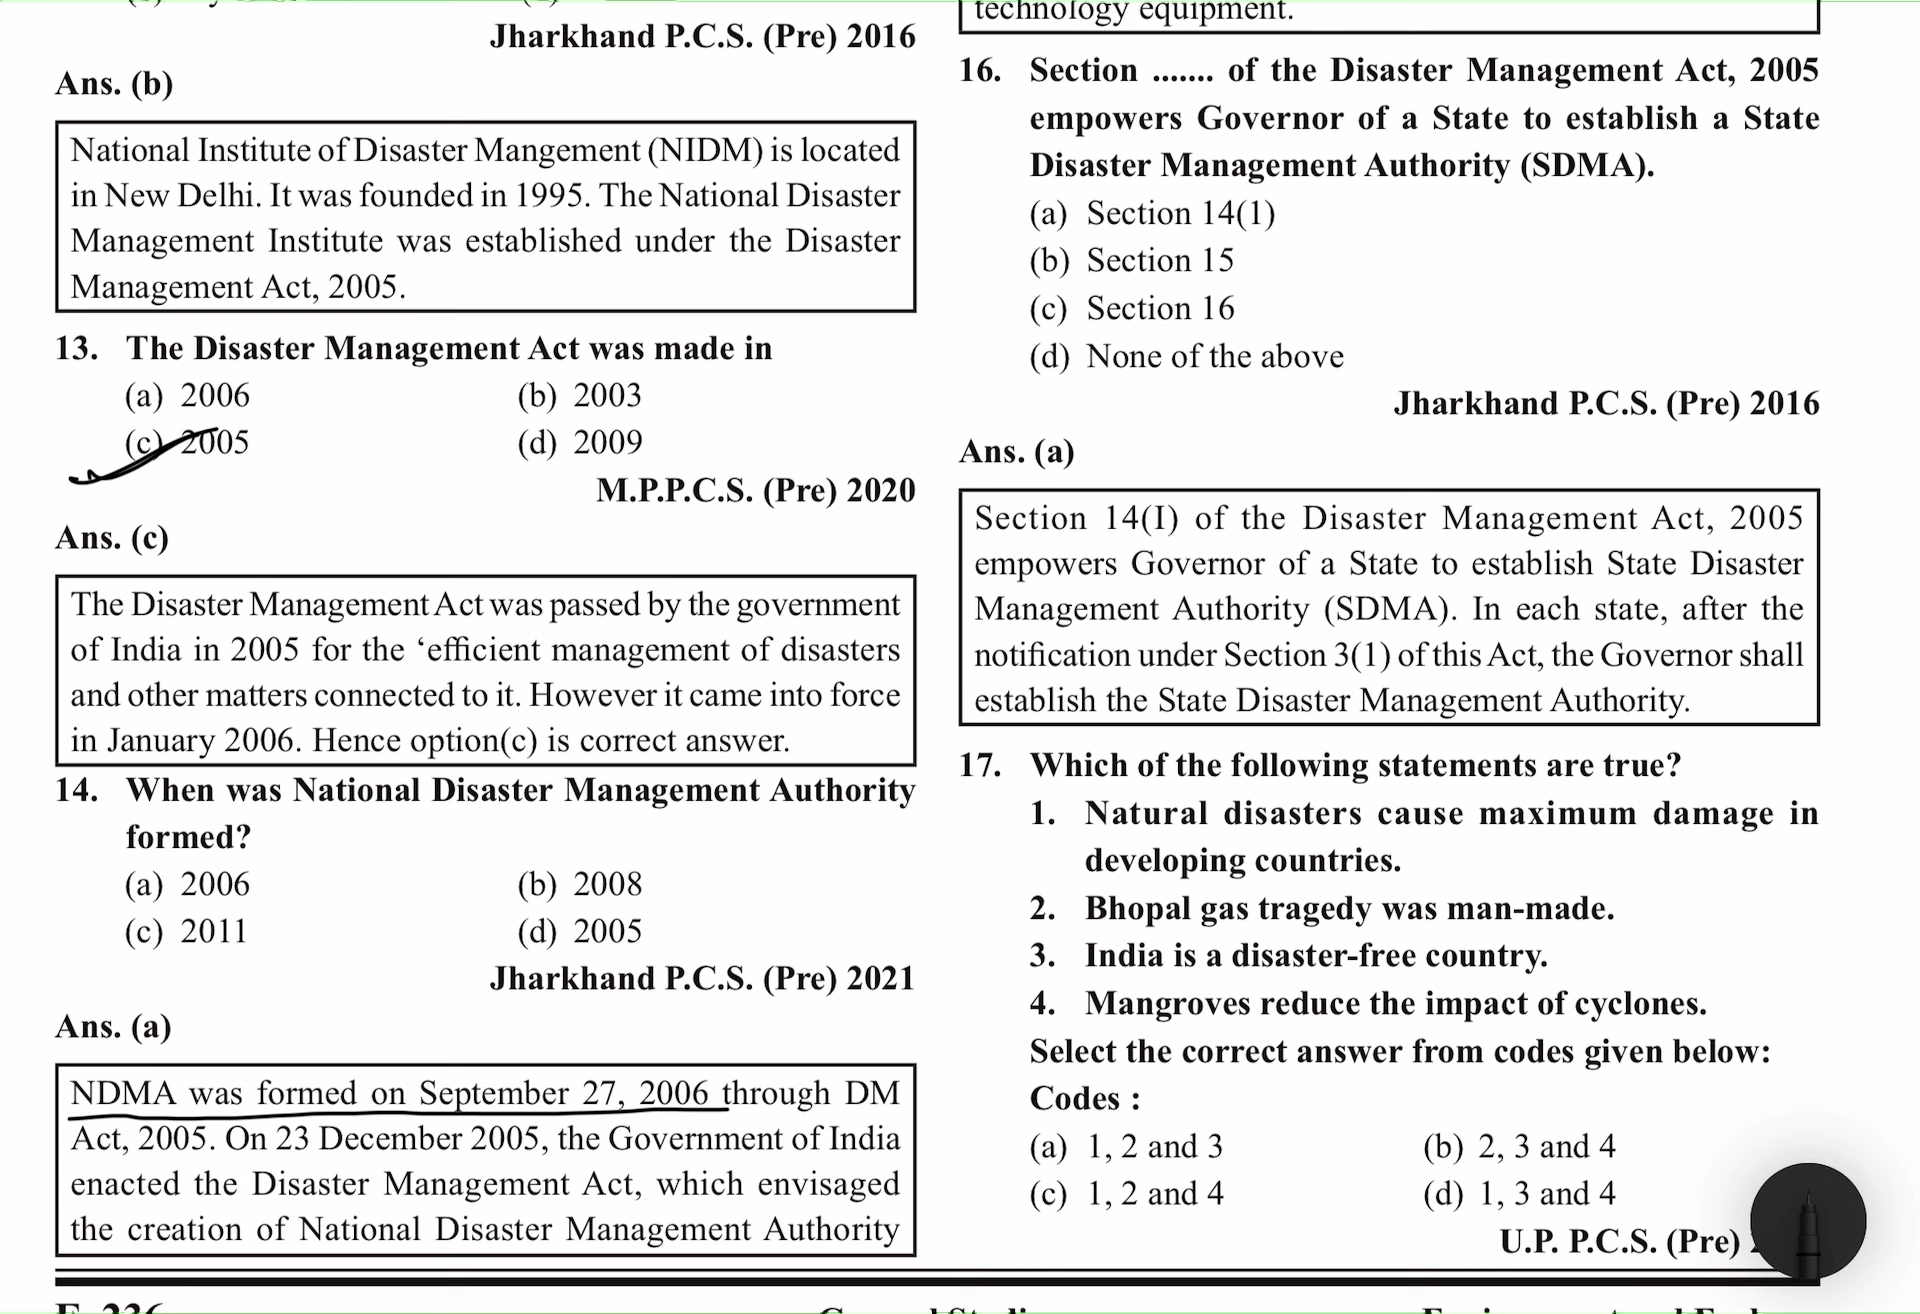 Jharkhand P.C.S. (Pre) 2016
Ans. (b)
National Institute of Disaster Mangement (NIDM) is located
in New Delhi. It was founded in 1995. The National Disaster
Management Institute was established under the Disaster
Management Act, 2005.
13. The Disaster Management Act was made in
(a) 2006 (b) 2003
(c) 2005 (d) 2009
M.P.P.C.S. (Pre) 2020
Ans. (c)
The Disaster Management Act was passed by the government
of India in 2005 for the ‘efficient management of disasters
and other matters connected to it. However it came into force
in January 2006. Hence option(c) is correct answer.
14. When was National Disaster Management Authority
formed?
(a) 2006 (b) 2008
(c) 2011 (d) 2005
Jharkhand P.C.S. (Pre) 2021
Ans. (a)
NDMA was formed on September 27, 2006 through DM
Act, 2005. On 23 December 2005, the Government of India
enacted the Disaster Management Act, which envisaged
the creation of National Disaster Management Authority
technology equipment.
16. Section ....... of the Disaster Management Act, 2005
empowers Governor of a State to establish a State
Disaster Management Authority (SDMA).
(a) Section 14(1)
(b) Section 15
(c) Section 16
(d) None of the above
Jharkhand P.C.S. (Pre) 2016
Ans. (a)
Section 14(I) of the Disaster Management Act, 2005
empowers Governor of a State to establish State Disaster
Management Authority (SDMA). In each state, after the
notification under Section 3(1) of this Act, the Governor shall
establish the State Disaster Management Authority.
17. Which of the following statements are true?
1. Natural disasters cause maximum damage in
developing countries.
2. Bhopal gas tragedy was man-made.
3. India is a disaster-free country.
4. Mangroves reduce the impact of cyclones.
Select the correct answer from codes given below:
Codes :
(a) 1, 2 and 3 (b) 2, 3 and 4
(c) 1, 2 and 4 (d) 1, 3 and 4
U.P. P.C.S. (Pre)